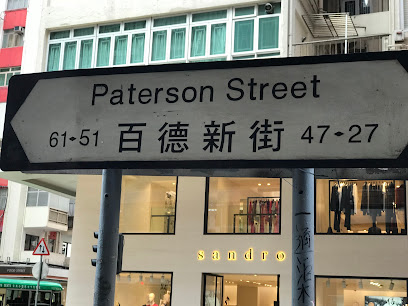 Paterson Street
61 51 百德新街 47 27
sandro